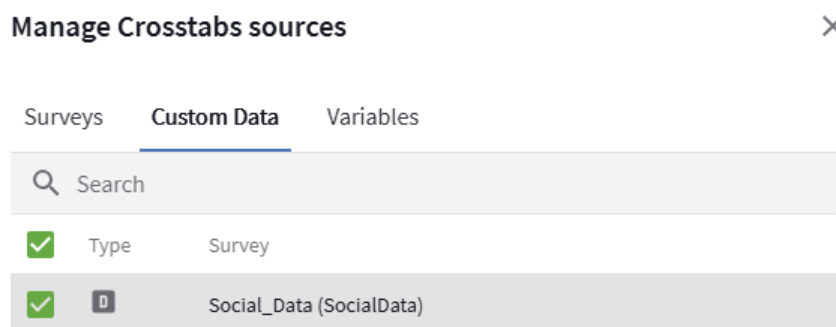 Manage Crosstabs sources
Surveys Custom Data Variables
Search
Type Survey
D Social_Data (SocialData)